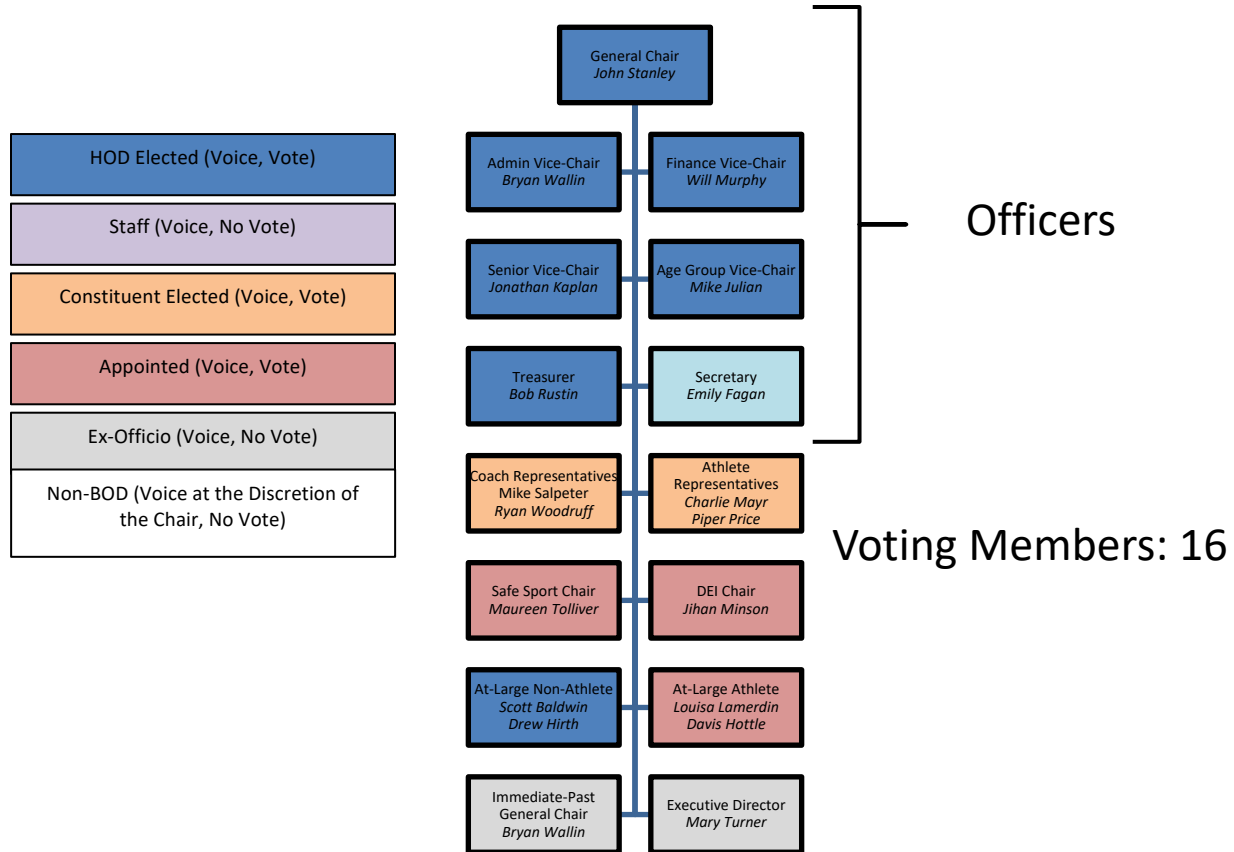 General Chair
John Stanley
HOD Elected (Voice, Vote)
Staff (Voice, No Vote)
Constituent Elected (Voice, Vote)
Appointed (Voice, Vote)
Ex-Officio (Voice, No Vote)
Non-BOD (Voice at the Discretion of
the Chair, No Vote)
Admin Vice-Chair
Bryan Wallin
Finance Vice-Chair
Will Murphy
Senior Vice-Chair
Jonathan Kaplan
Age Group Vice-Chair
Mike Julian
Treasurer
Bob Rustin
Secretary
Emily Fagan
Officers
Coach Representatives
Mike Salpeter
Ryan Woodruff
Athlete
Representatives
Charlie Mayr
Piper Price
Voting Members: 16
Safe Sport Chair
Maureen Tolliver
DEI Chair
Jihan Minson
At-Large Non-Athlete
Scott Baldwin
Drew Hirth
At-Large Athlete
Louisa Lamerdin
Davis Hottle
Immediate-Past
General Chair
Bryan Wallin
Executive Director
Mary Turner